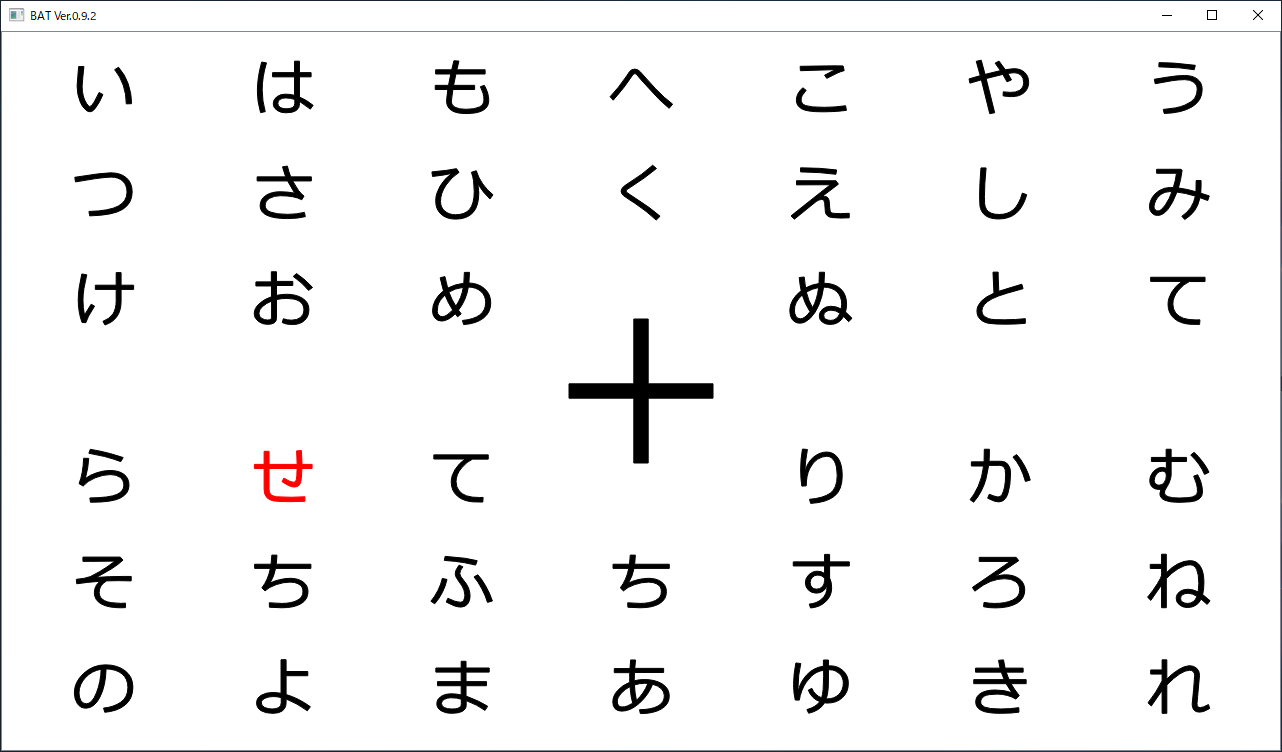 BAT Ver.0.9.2
い は も へ こ や う
つ さ ひ く え し み
け お め ぬ と て
ら せ て り か む
そ ち ふ ち す ろ ね
の よ ま あ ゆ き れ